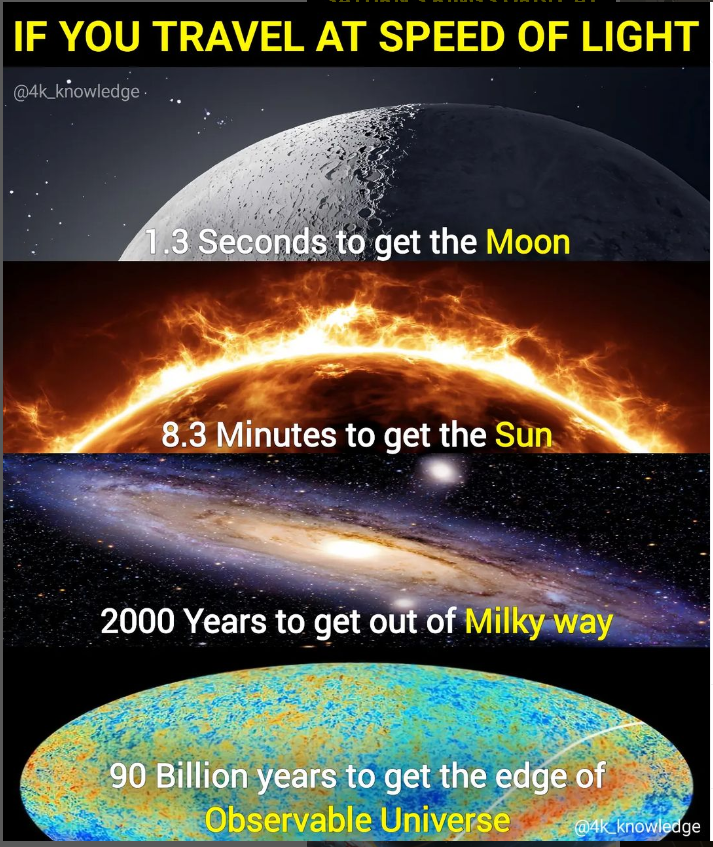 IF YOU TRAVEL AT SPEED OF LIGHT
@4k_knowledge
1.3 Seconds to get the Moon
8.3 Minutes to get the Sun
2000 Years to get out of Milky way
90 Billion years to get the edge of
Observable Universe
@4k_knowledge